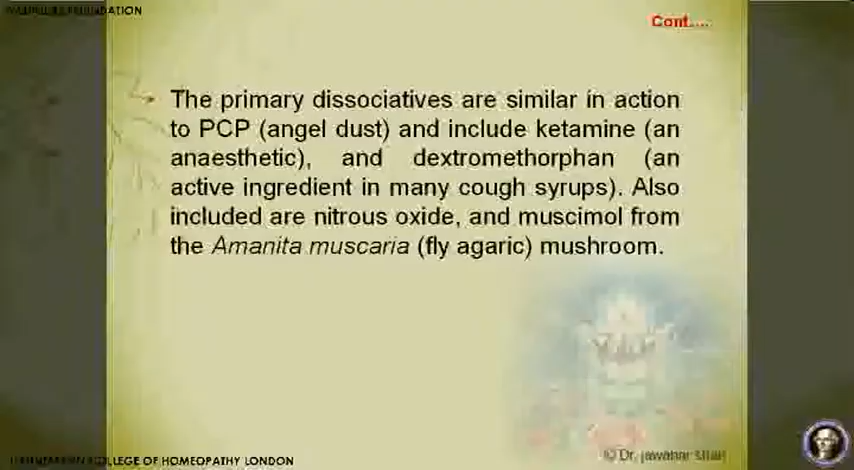 Cont....
The primary dissociatives are similar in action
to PCP (angel dust) and include ketamine (an
anaesthetic), and dextromethorphan (an
active ingredient in many cough syrups). Also
included are nitrous oxide, and muscimol from
the Amanita muscaria (fly agaric) mushroom.
© Dr. jawahar shah
COLLEGE OF HOMEOPATHY LONDON